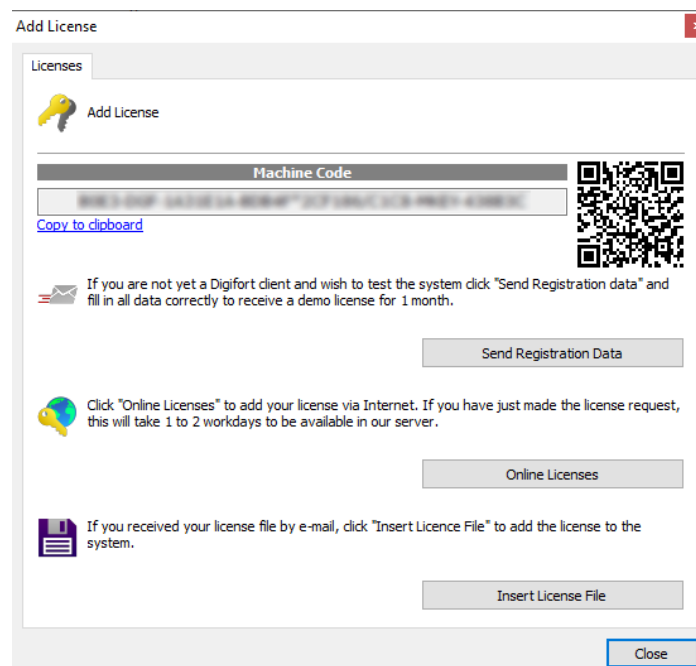 Add License
Licenses
Add License
Machine Code
Copy to clipboard
If you are not yet a Digifort client and wish to test the system click "Send Registration data" and
fill in all data correctly to receive a demo license for 1 month.
Send Registration Data
Click "Online Licenses" to add your license via Internet. If you have just made the license request,
this will take 1 to 2 workdays to be available in our server.
Online Licenses
If you received your license file by e-mail, click "Insert Licence File" to add the license to the
system.
Insert License File
Close